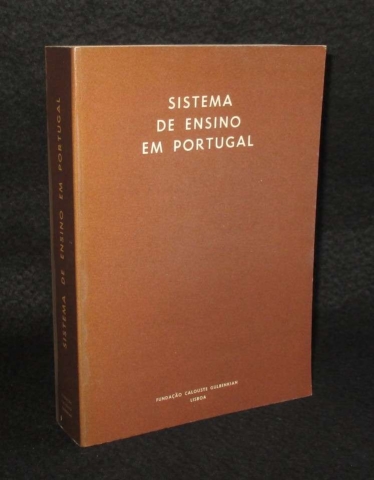 SISTEMA
DE ENSINO
EM PORTUGAL
FUNDAÇÃO CALOUSTE GULBENKIAN
LISBOA
SISTEMA DE ENSINO EM PORTUGAL